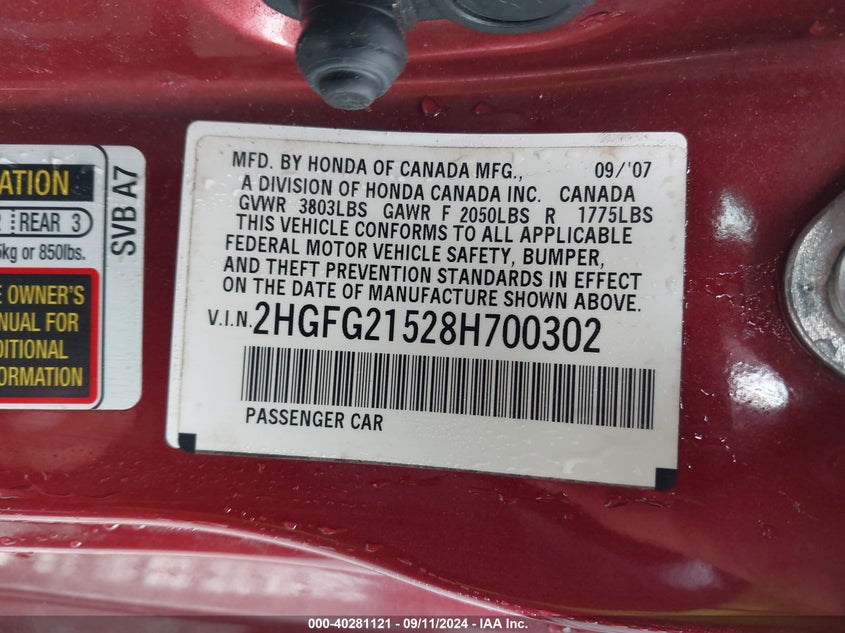 ATION
REAR 3
kg or 850lbs.
OWNER'S
FOR
SVB A7
MFD. BY HONDA OF CANADA MFG., 09/'07
A DIVISION OF HONDA CANADA INC. CANADA
GVWR 3803LBS GAWR F 2050LBS R 1775LBS
THIS VEHICLE CONFORMS TO ALL APPLICABLE
FEDERAL MOTOR VEHICLE SAFETY, BUMPER,
AND THEFT PREVENTION STANDARDS IN EFFECT
ON THE DATE OF MANUFACTURE SHOWN ABOVE.
V.I.N. 2HGFG21528H700302
PASSENGER CAR
000-40281121 - 09/11/2024 - IAA Inc.